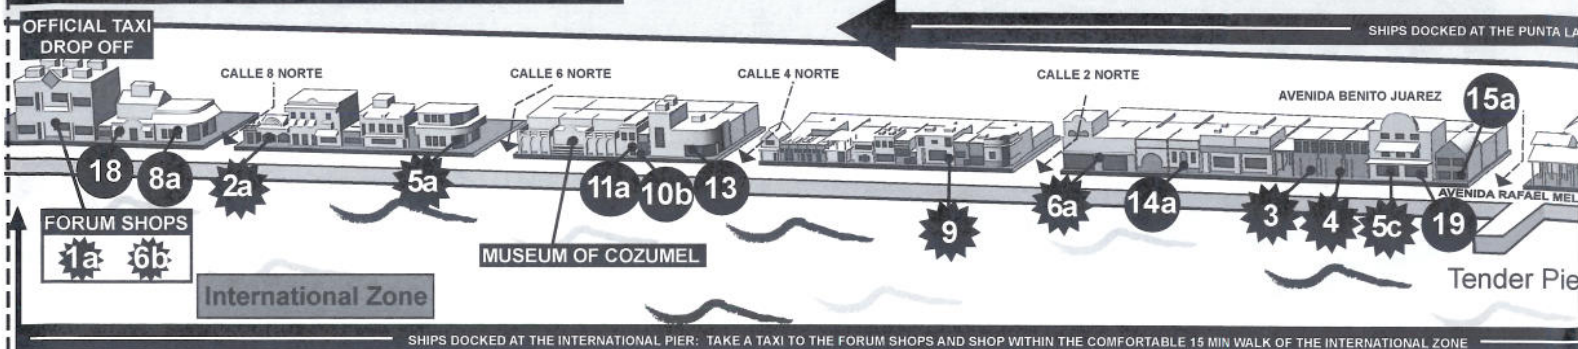 OFFICIAL TAXI
DROP OFF
SHIPS DOCKED AT THE PUNTA LA
CALLE 8 NORTE
CALLE 6 NORTE
CALLE 4 NORTE
CALLE 2 NORTE
AVENIDA BENITO JUAREZ
15a
18
8a
2a
5a
11a
10b
13
9
6a
14a
3
4
5c
19
AVENIDA RAFAEL MEL
FORUM SHOPS
1a 6b
MUSEUM OF COZUMEL
International Zone
Tender Pie
SHIPS DOCKED AT THE INTERNATIONAL PIER: TAKE A TAXI TO THE FORUM SHOPS AND SHOP WITHIN THE COMFORTABLE 15 MIN WALK OF THE INTERNATIONAL ZONE